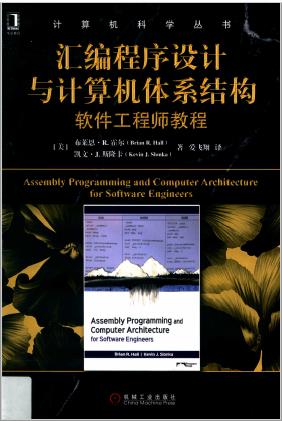 计算机科学丛书
汇编程序设计
与计算机体系结构
软件工程师教程
[美] 布莱恩·R.霍尔 (Brian R. Hall) 著 爱飞翔 译
凯文·J.斯隆卡 (Kevin J. Slonka)
Assembly Programming and Computer Architecture
for Software Engineers
Assembly Programming and
Computer Architecture
for Software Engineers
Brian R. Hall | Kevin J. Slonka
机械工业出版社
China Machine Press